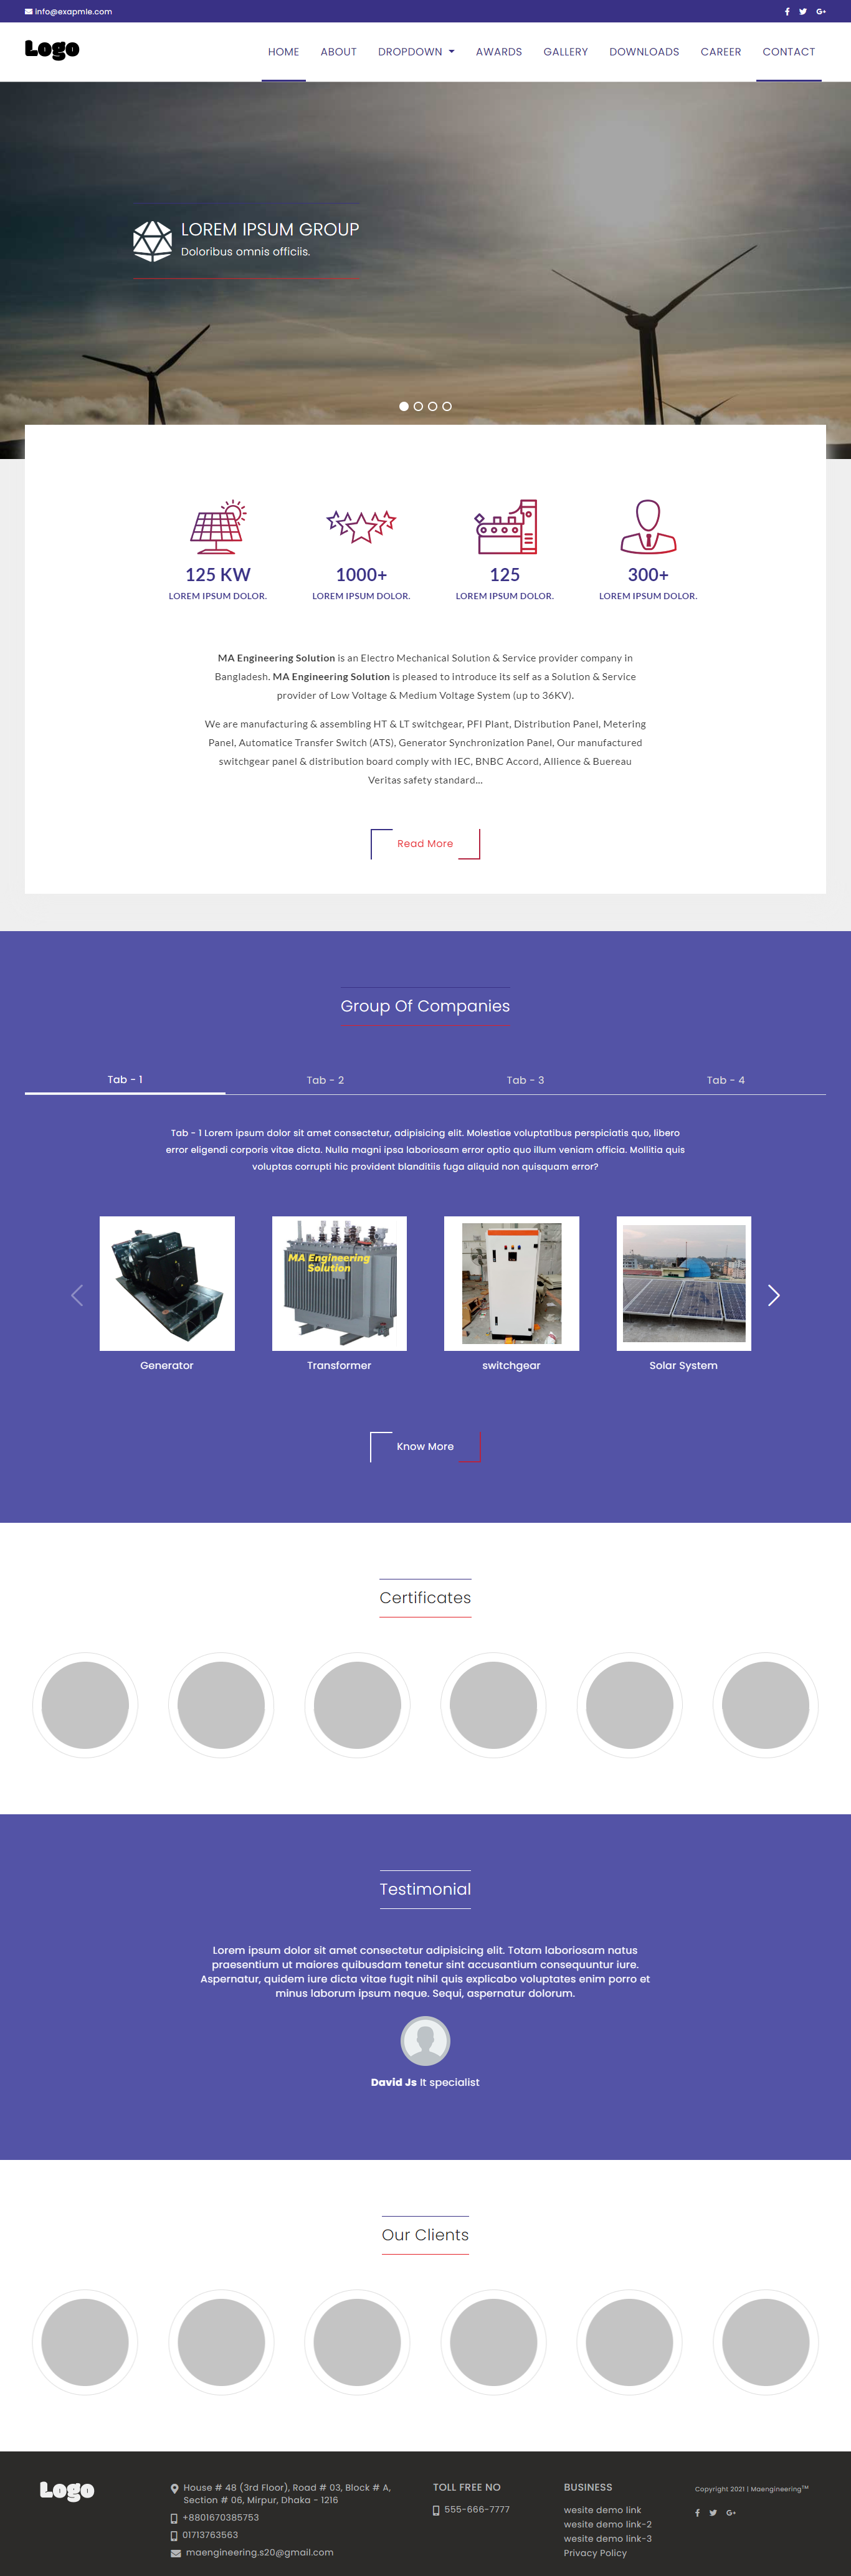 info@exapmle.com
Logo
HOME ABOUT DROPDOWN AWARDS GALLERY DOWNLOADS CAREER CONTACT
LOREM IPSUM GROUP
Doloribus omnis officiis.
125 KW
LOREM IPSUM DOLOR.
1000+
LOREM IPSUM DOLOR.
125
LOREM IPSUM DOLOR.
300+
LOREM IPSUM DOLOR.
MA Engineering Solution is an Electro Mechanical Solution & Service provider company in
Bangladesh. MA Engineering Solution is pleased to introduce its self as a Solution & Service
provider of Low Voltage & Medium Voltage System (up to 36KV).
We are manufacturing & assembling HT & LT switchgear, PFI Plant, Distribution Panel, Metering
Panel, Automatice Transfer Switch (ATS), Generator Synchronization Panel, Our manufactured
switchgear panel & distribution board comply with IEC, BNBC Accord, Allience & Buereau
Veritas safety standard...
Read More
Group Of Companies
Tab - 1 Tab - 2 Tab - 3 Tab - 4
Tab - 1 Lorem ipsum dolor sit amet consectetur, adipisicing elit. Molestiae voluptatibus perspiciatis quo, libero
error eligendi corporis vitae dicta. Nulla magni ipsa laboriosam error optio quo illum veniam officia. Mollitia quis
voluptas corrupti hic provident blanditiis fuga aliquid non quisquam error?
MA Engineering
Solution
Generator
Transformer
switchgear
Solar System
Know More
Certificates
Testimonial
Lorem ipsum dolor sit amet consectetur adipisicing elit. Totam laboriosam natus
praesentium ut maiores quibusdam tenetur sint accusantium consequuntur iure.
Aspernatur, quidem iure dicta vitae fugit nihil quis explicabo voluptates enim porro et
minus laborum ipsum neque. Sequi, aspernatur dolorum.
David Js It specialist
Our Clients
Logo
House # 48 (3rd Floor), Road # 03, Block # A,
Section # 06, Mirpur, Dhaka - 1216
+8801670385753
01713763563
maengineering.s20@gmail.com
TOLL FREE NO
555-666-7777
BUSINESS
wesite demo link
wesite demo link-2
wesite demo link-3
Privacy Policy
Copyright 2021 | Maengineering™